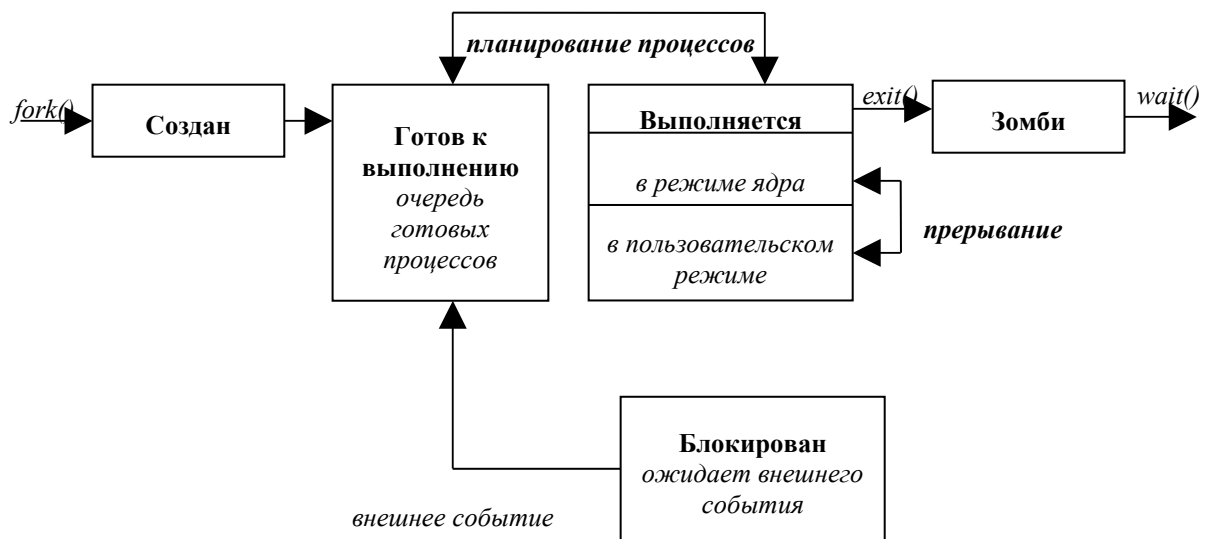 планирование процессов
fork()
Создан
Готов к
выполнению
очередь
готовых
процессов
Выполняется
в режиме ядра
в пользовательском
режиме
прерывание
exit()
Зомби
wait()
Блокирован
ожидает внешнего
события
внешнее событие